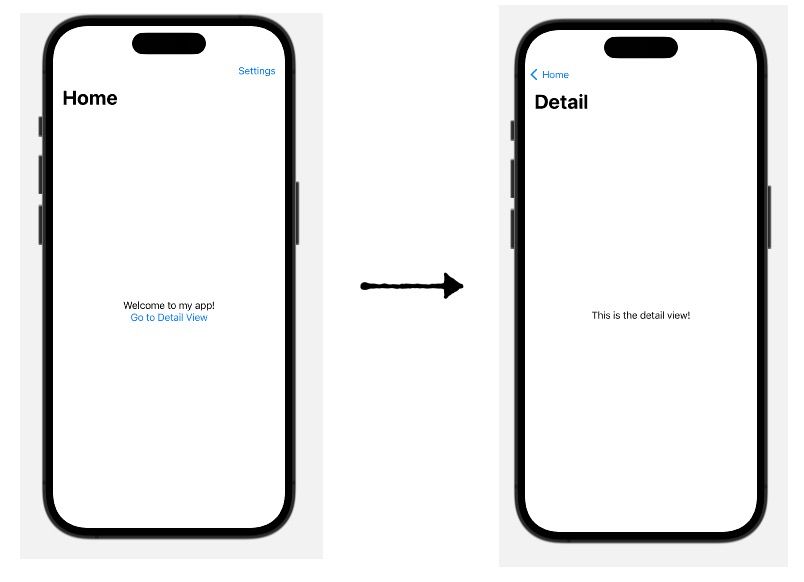 Settings
Home
Welcome to my app!
Go to Detail View
Home
Detail
This is the detail view!